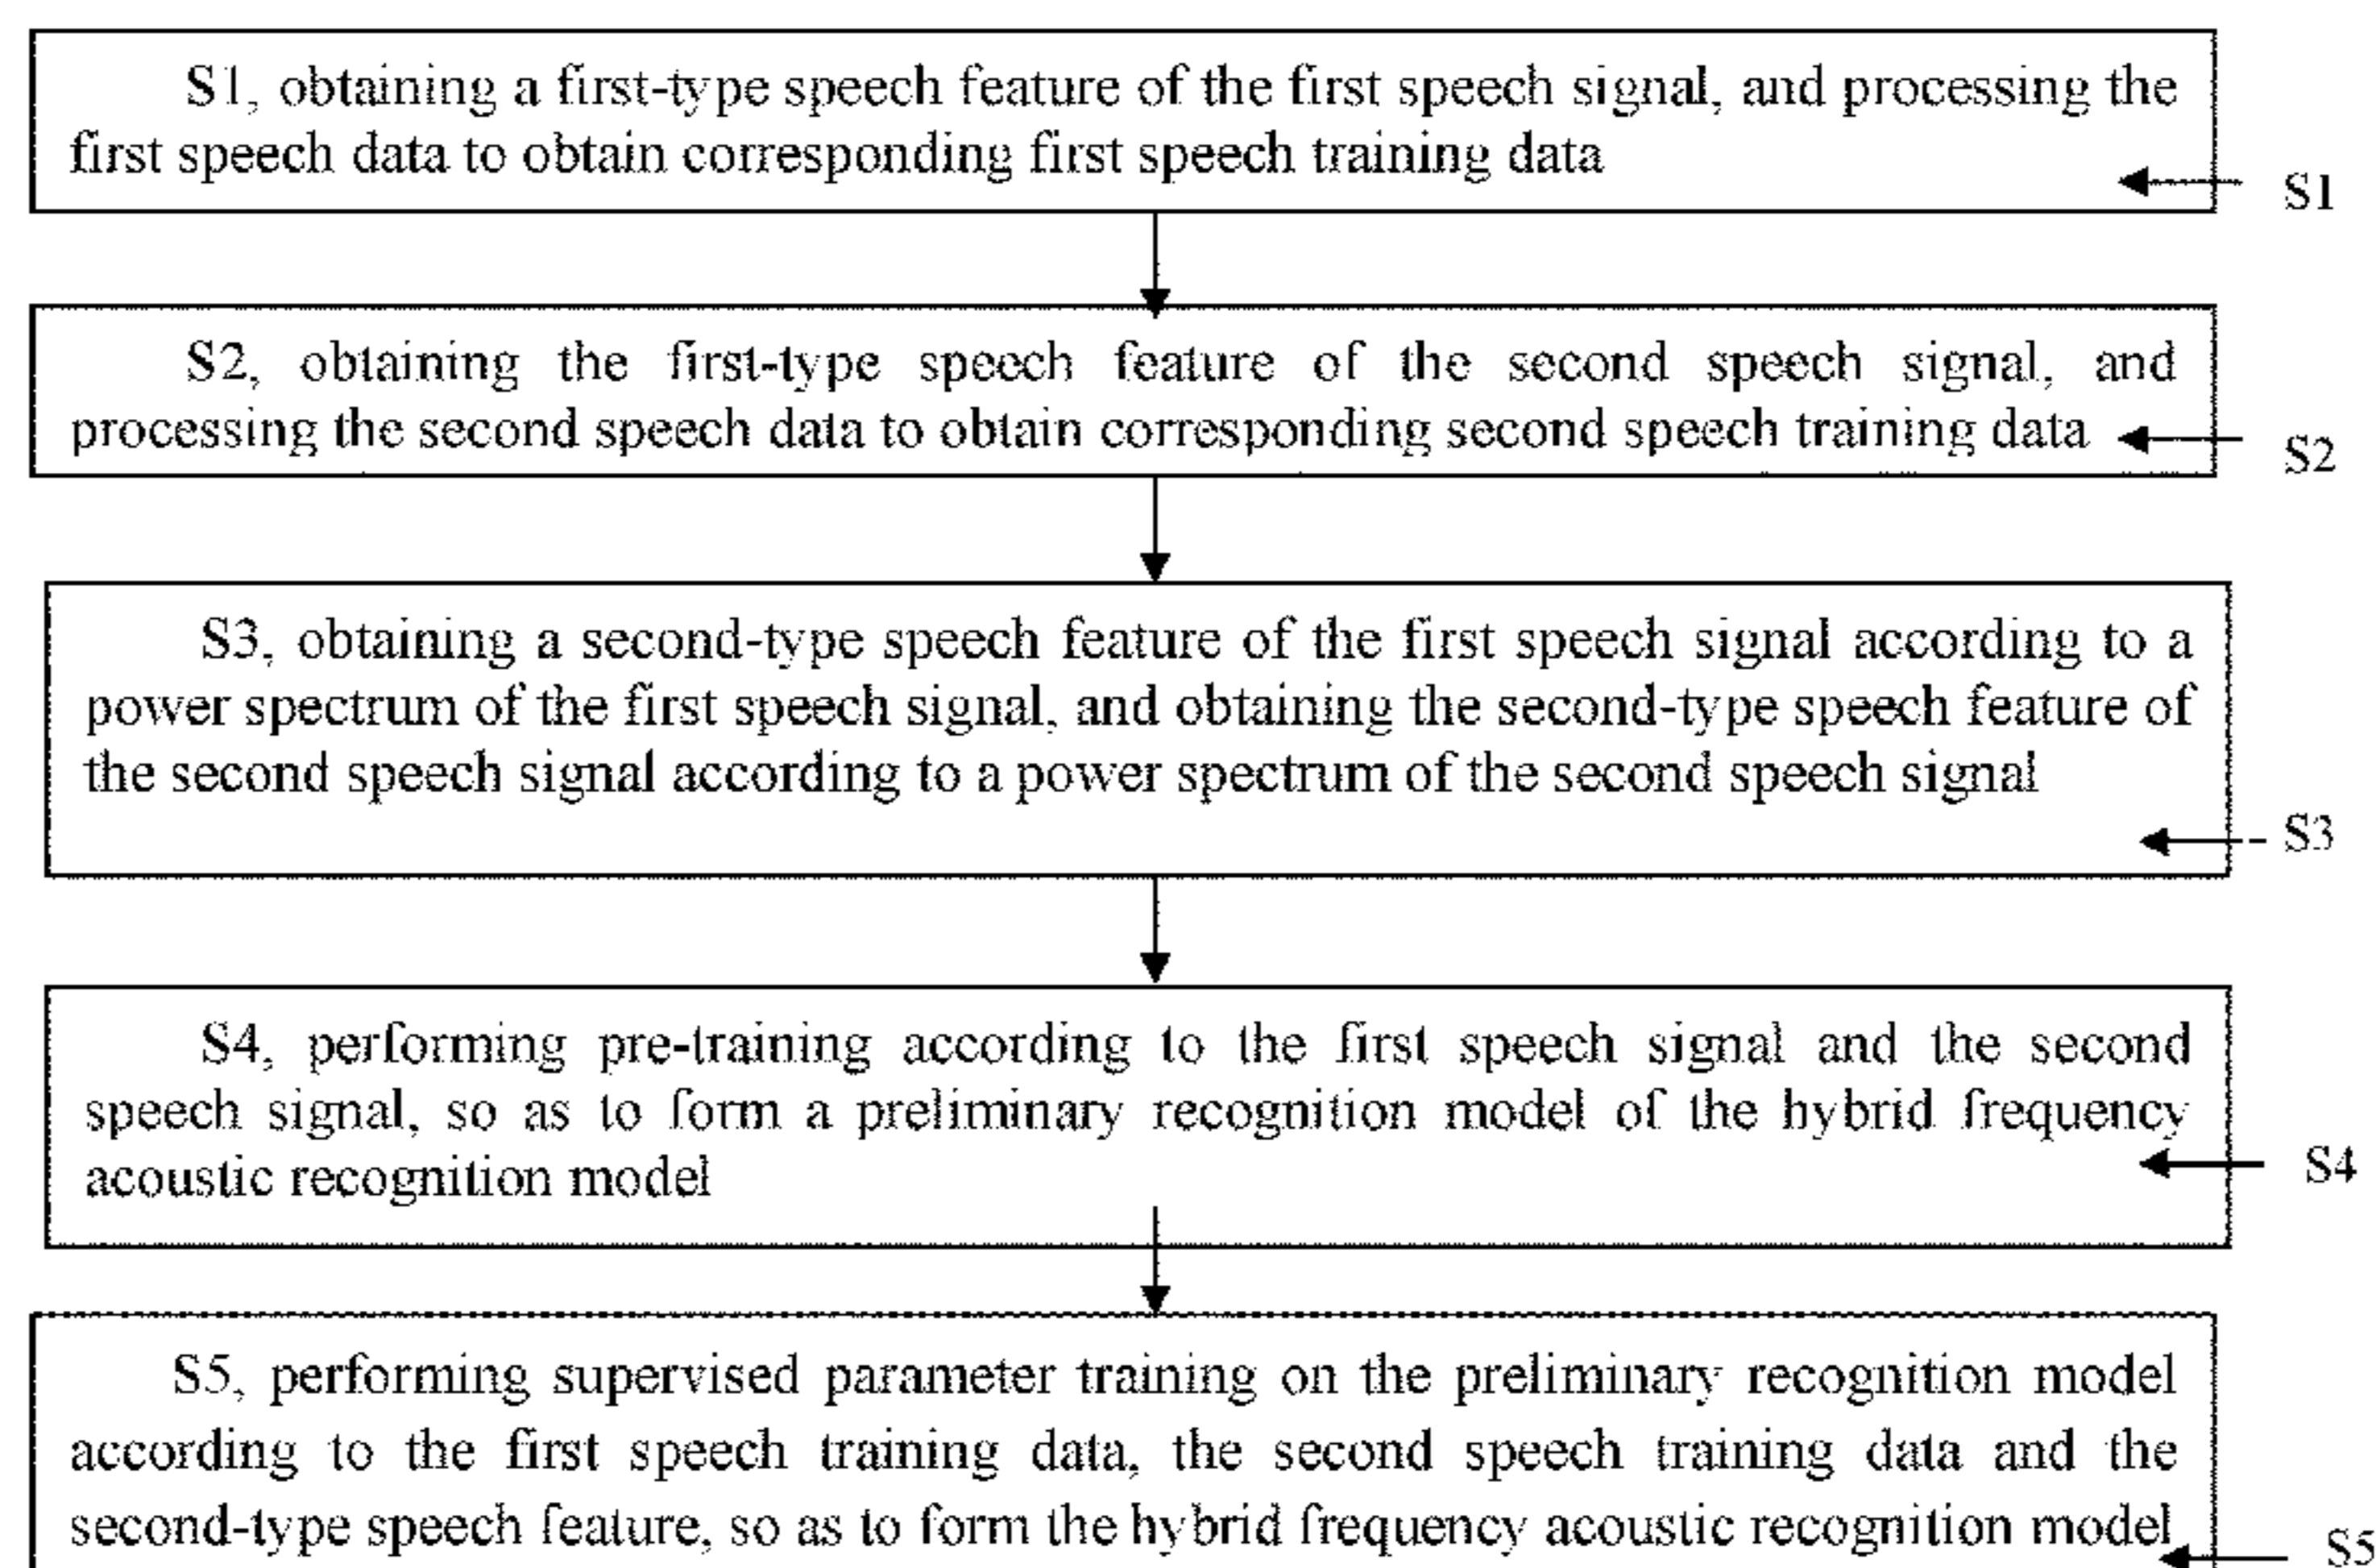 S1, obtaining a first-type speech feature of the first speech signal, and processing the
first speech data to obtain corresponding first speech training data
S1
S2, obtaining the first-type speech feature of the second speech signal, and
processing the second speech data to obtain corresponding second speech training data
S2
S3, obtaining a second-type speech feature of the first speech signal according to a
power spectrum of the first speech signal, and obtaining the second-type speech feature of
the second speech signal according to a power spectrum of the second speech signal
S3
S4, performing pre-training according to the first speech signal and the second
speech signal, so as to form a preliminary recognition model of the hybrid frequency
acoustic recognition model
S4
S5, performing supervised parameter training on the preliminary recognition model
according to the first speech training data, the second speech training data and the
second-type speech feature, so as to form the hybrid frequency acoustic recognition model
S5